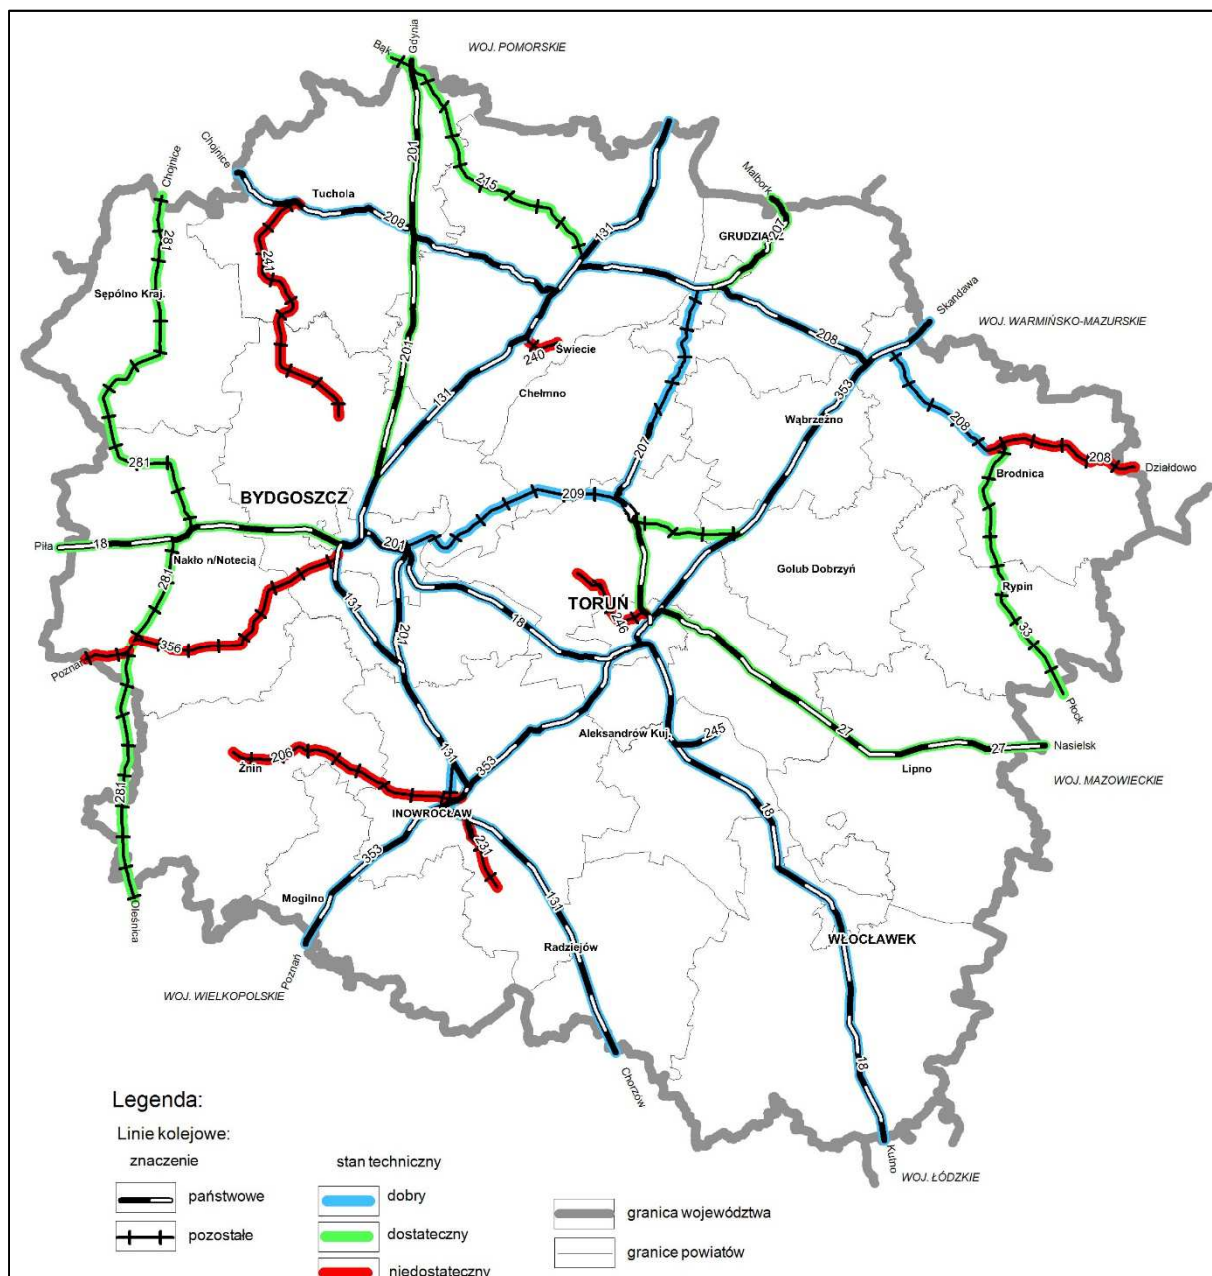 Bąk
Gdynia
WOJ. POMORSKIE
Chojnice
Chojnice
Tuchola
201
215
Malbork
208
131
GRUDZIĄDZ
207
281
241
Sępólno Kraj.
Skandawa
WOJ. WARMIŃSKO-MAZURSKIE
201
240
Świecie
208
Chełmno
131
353
Wąbrzeźno
208
207
281
Brodnica
208
Działdowo
BYDGOSZCZ
209
Piła
18
201
Nakło n/Notecią
281
Golub Dobrzyń
Rypin
131
TORUŃ
246
33
18
201
356
Poznań
Płock
Aleksandrów Kuj.
245
27
27
Nasielsk
Lipno
WOJ. MAZOWIECKIE
206
Żnin
131
353
281
18
INOWROCŁAW
231
353
Mogilno
131
Oleśnica
Radziejów
WŁOCŁAWEK
Poznań
WOJ. WIELKOPOLSKIE
18
Chorzów
Kutno
WOJ. ŁÓDZKIE
Legenda:
Linie kolejowe:
znaczenie
stan techniczny
państwowe
dobry
granica województwa
pozostałe
dostateczny
granice powiatów
niedostateczny